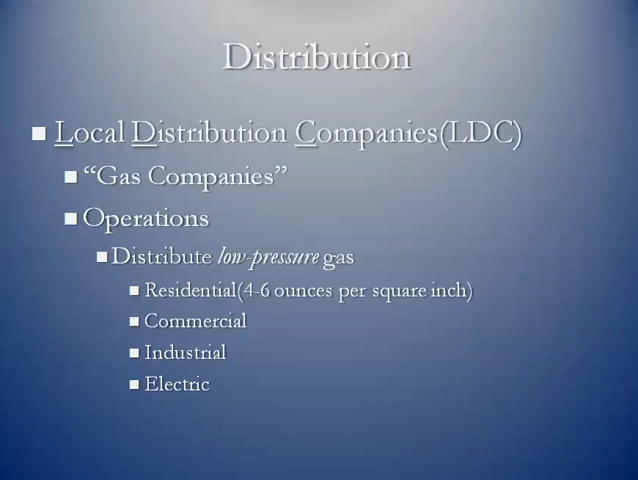 Distribution
Local Distribution Companies(LDC)
“Gas Companies”
Operations
Distribute low-pressure gas
Residential(4-6 ounces per square inch)
Commercial
Industrial
Electric